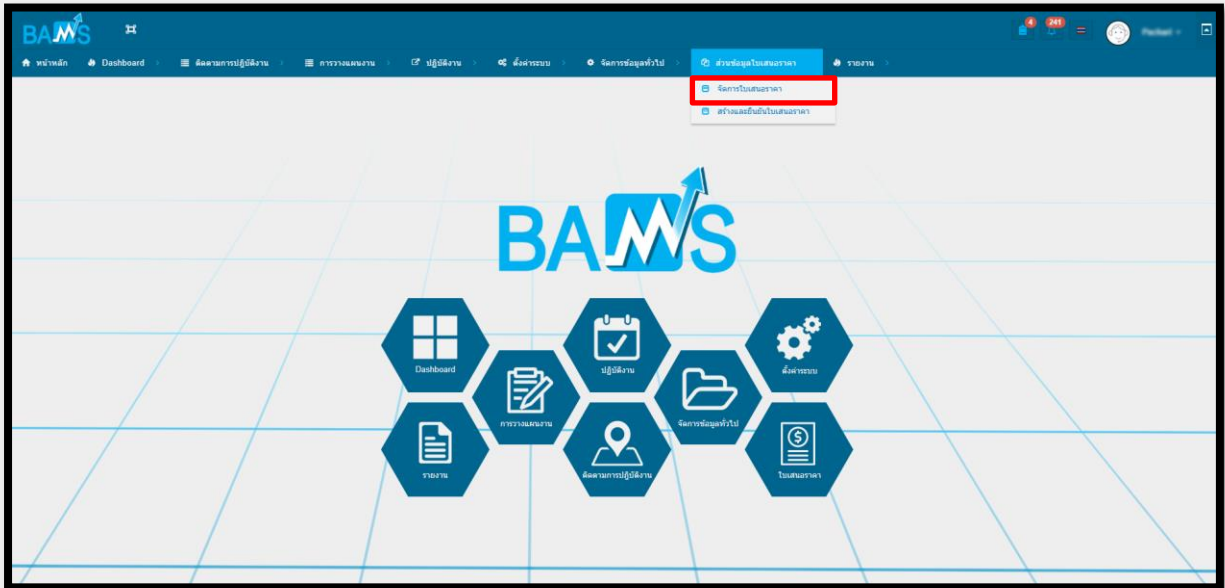 BAMS
4
241
หน้าหลัก
Dashboard
ติดตามการปฏิบัติงาน
การวางแผนงาน
ปฏิบัติงาน
ตั้งค่าระบบ
จัดการข้อมูลทั่วไป
ส่วนข้อมูลใบเสนอราคา
รายงาน
จัดการใบเสนอราคา
สร้างและยืนยันใบเสนอราคา
BAMS
Dashboard
ปฏิบัติงาน
ตั้งค่าระบบ
การวางแผนงาน
จัดการข้อมูลทั่วไป
รายงาน
ติดตามการปฏิบัติงาน
ใบเสนอราคา